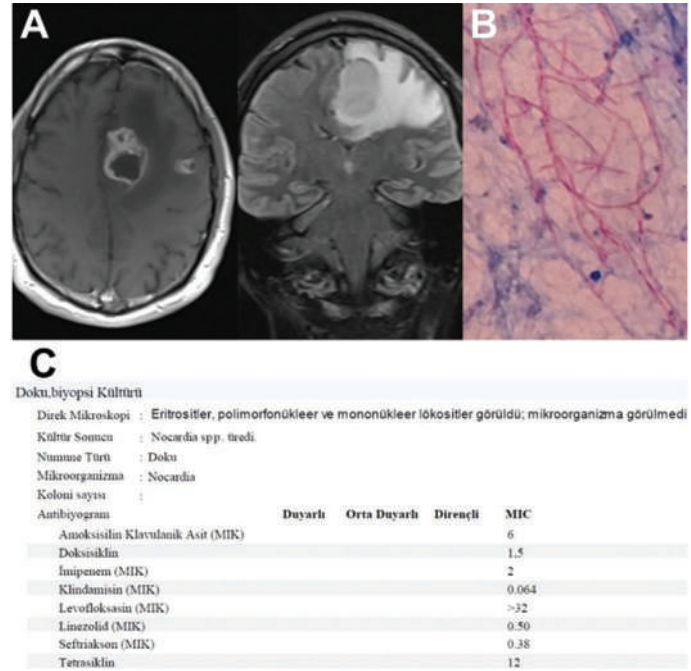 A
B
C
Doku,biyopsi Kültürü
Direk Mikroskopi : Eritrositler, polimorfonükleer ve mononükleer lökositler görüldü; mikroorganizma görülmedi
Kültür Sonucu : Nocardia spp. üredi.
Numune Türü : Doku
Mikroorganizma : Nocardia
Koloni sayısı :
Antibiyogram Duyarlı Orta Duyarlı Dirençli MIC
Amoksisilin Klavulanik Asit (MIK) 6
Doksisiklin 1.5
İmipenem (MIK) 2
Klindamisin (MIK) 0.064
Levofloksasin (MIK) >32
Linezolid (MIK) 0.50
Seftriakson (MIK) 0.38
Tetrasiklin 12